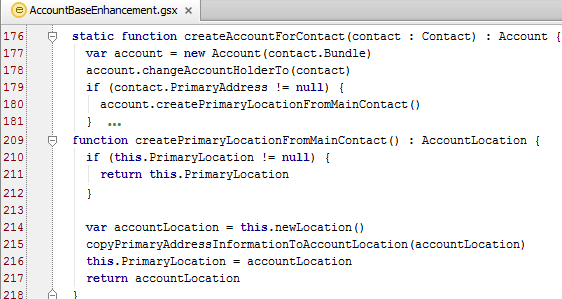 AccountBaseEnhancement.gsx ×
176 static function createAccountForContact(contact : Contact) : Account {
177 var account = new Account(contact.Bundle)
178 account.changeAccountHolderTo(contact)
179 if (contact.PrimaryAddress != null) {
180 account.createPrimaryLocationFromMainContact()
181 } ...
209 function createPrimaryLocationFromMainContact() : AccountLocation {
210 if (this.PrimaryLocation != null) {
211 return this.PrimaryLocation
212 }
213
214 var accountLocation = this.newLocation()
215 copyPrimaryAddressInformationToAccountLocation(accountLocation)
216 this.PrimaryLocation = accountLocation
217 return accountLocation
218 }